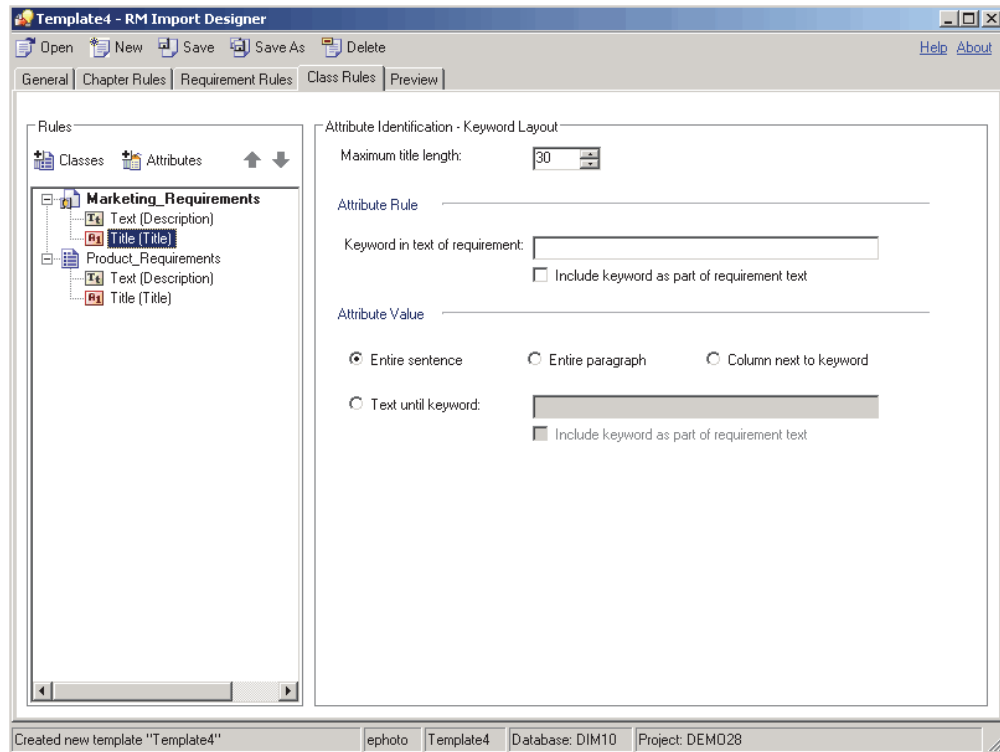 Template4 - RM Import Designer
Open New Save Save As Delete Help About
General Chapter Rules Requirement Rules Class Rules Preview
Rules
Classes Attributes
Marketing_Requirements
Text (Description)
Title (Title)
Product_Requirements
Text (Description)
Title (Title)
Attribute Identification - Keyword Layout
Maximum title length: 30
Attribute Rule
Keyword in text of requirement:
Include keyword as part of requirement text
Attribute Value
Entire sentence Entire paragraph Column next to keyword
Text until keyword:
Include keyword as part of requirement text
Created new template "Template4" ephoto Template4 Database: DIM10 Project: DEMO28